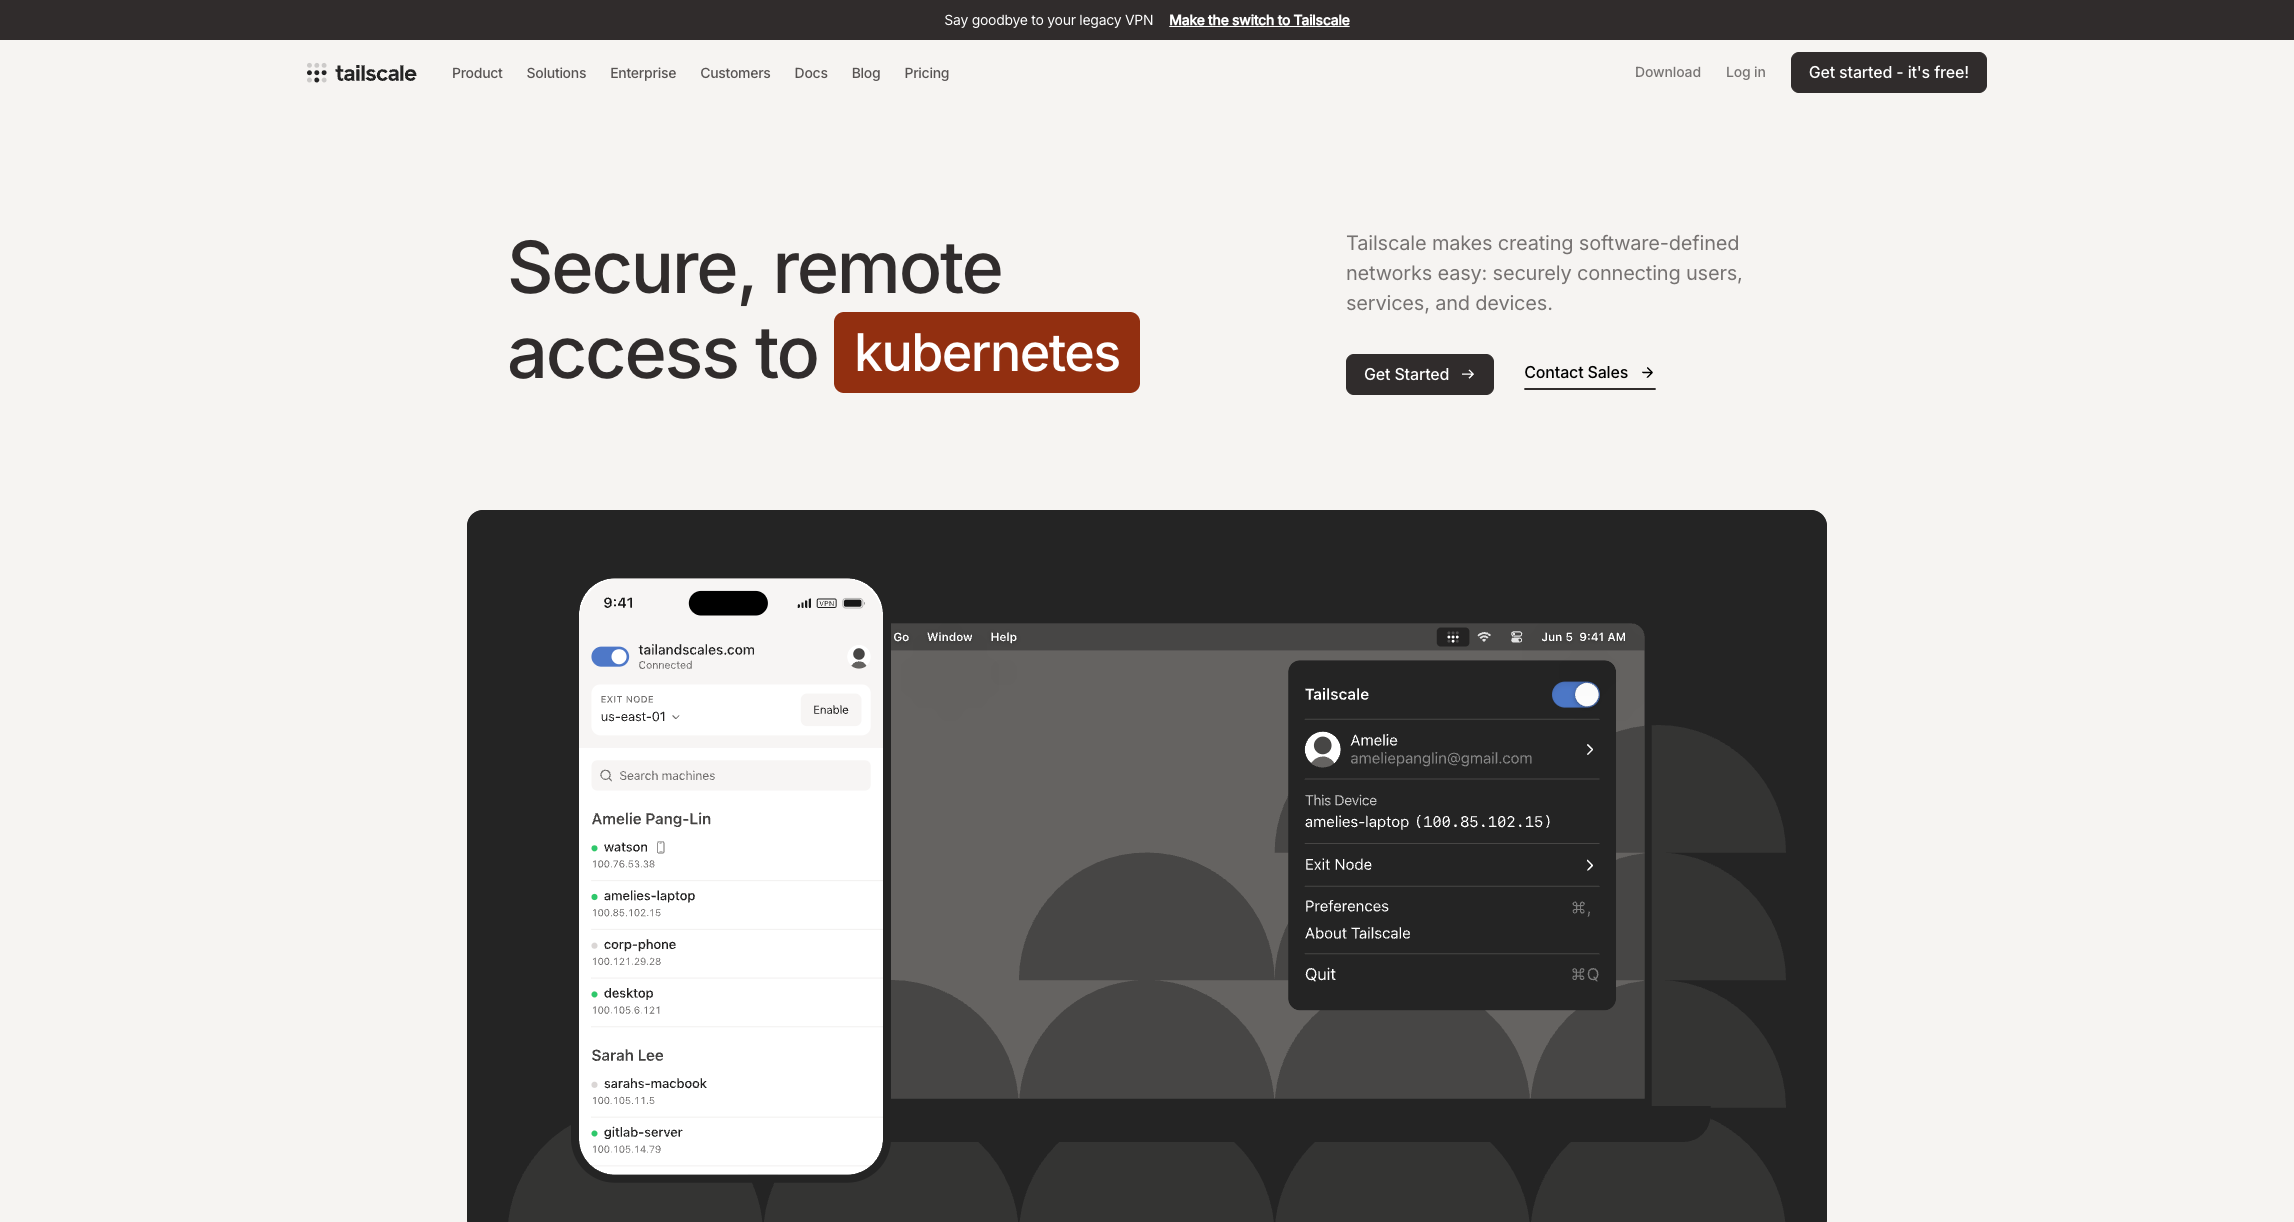 Say goodbye to your legacy VPN Make the switch to Tailscale
tailscale Product Solutions Enterprise Customers Docs Blog Pricing Download Log in Get started - it's free!
Secure, remote
access to kubernetes
Tailscale makes creating software-defined
networks easy: securely connecting users,
services, and devices.
Get Started → Contact Sales →
9:41 VPN
tailandscales.com
Connected
EXIT NODE
us-east-01
Enable
Search machines
Amelie Pang-Lin
watson
100.76.53.38
amelies-laptop
100.85.102.15
corp-phone
100.121.29.28
desktop
100.105.6.121
Sarah Lee
sarahs-macbook
100.105.11.5
gitlab-server
100.105.14.79
Go Window Help Jun 5 9:41 AM
Tailscale
Amelie
ameliepanglin@gmail.com
This Device
amelies-laptop (100.85.102.15)
Exit Node
Preferences ⌘,
About Tailscale
Quit ⌘Q